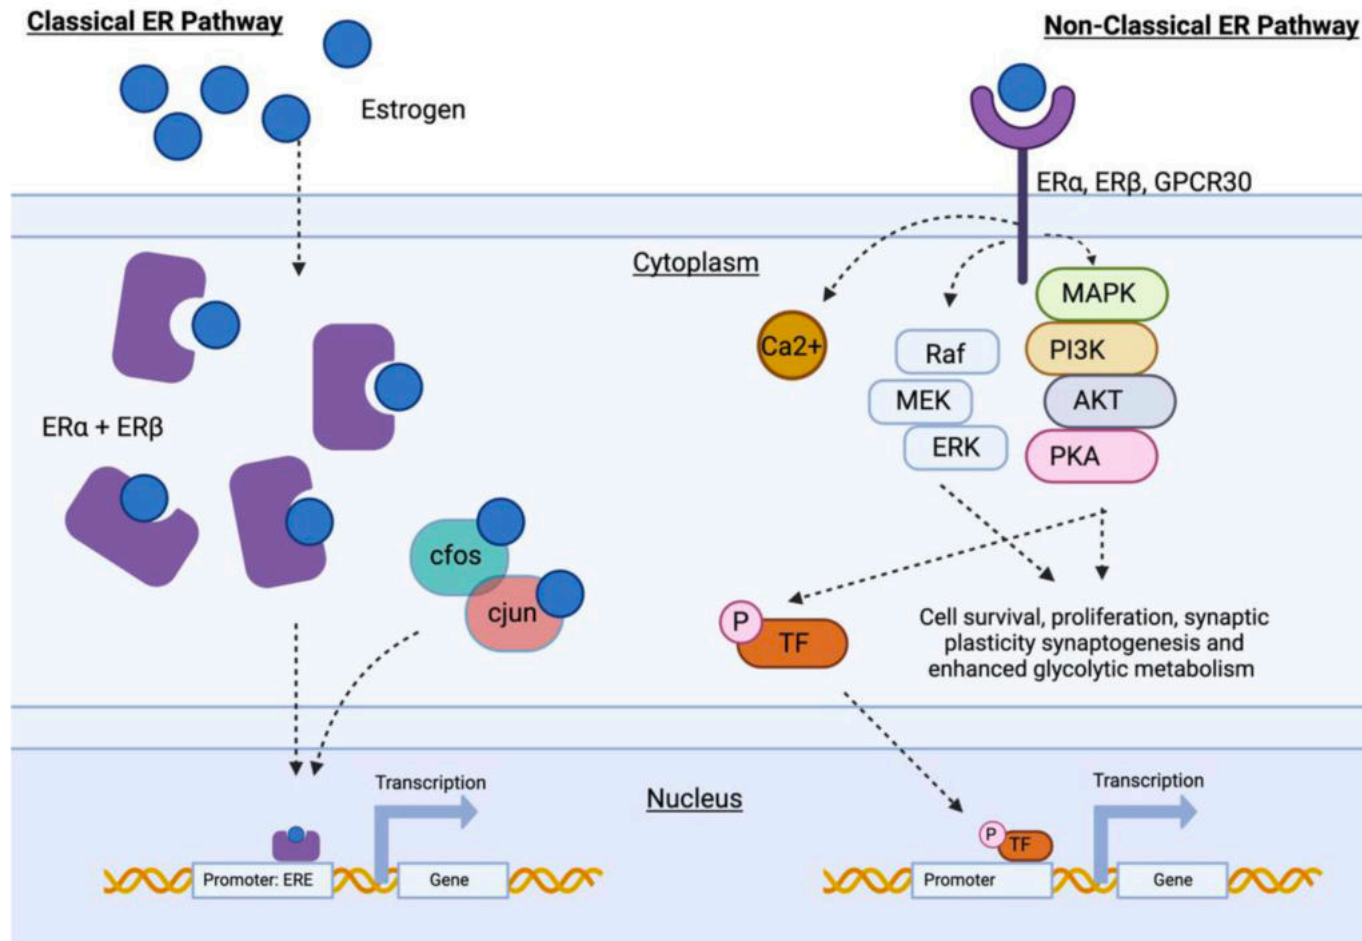 Classical ER Pathway
Non-Classical ER Pathway
Estrogen
ERα, ERβ, GPCR30
Cytoplasm
MAPK
Ca2+
Raf
PI3K
MEK
AKT
ERα + ERβ
ERK
PKA
cfos
cjun
P
TF
Cell survival, proliferation, synaptic
plasticity synaptogenesis and
enhanced glycolytic metabolism
Nucleus
Transcription
Promoter: ERE
Gene
Transcription
P
TF
Promoter
Gene